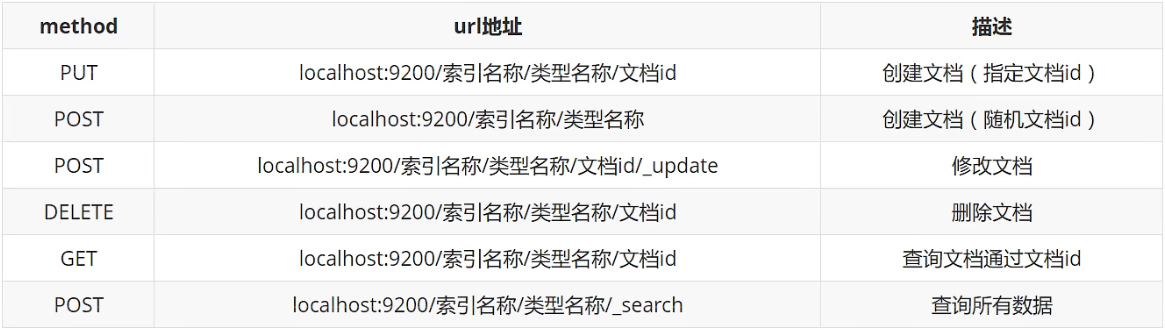 method url地址 描述
PUT localhost:9200/索引名称/类型名称/文档id 创建文档（指定文档id）
POST localhost:9200/索引名称/类型名称 创建文档（随机文档id）
POST localhost:9200/索引名称/类型名称/文档id/_update 修改文档
DELETE localhost:9200/索引名称/类型名称/文档id 删除文档
GET localhost:9200/索引名称/类型名称/文档id 查询文档通过文档id
POST localhost:9200/索引名称/类型名称/_search 查询所有数据